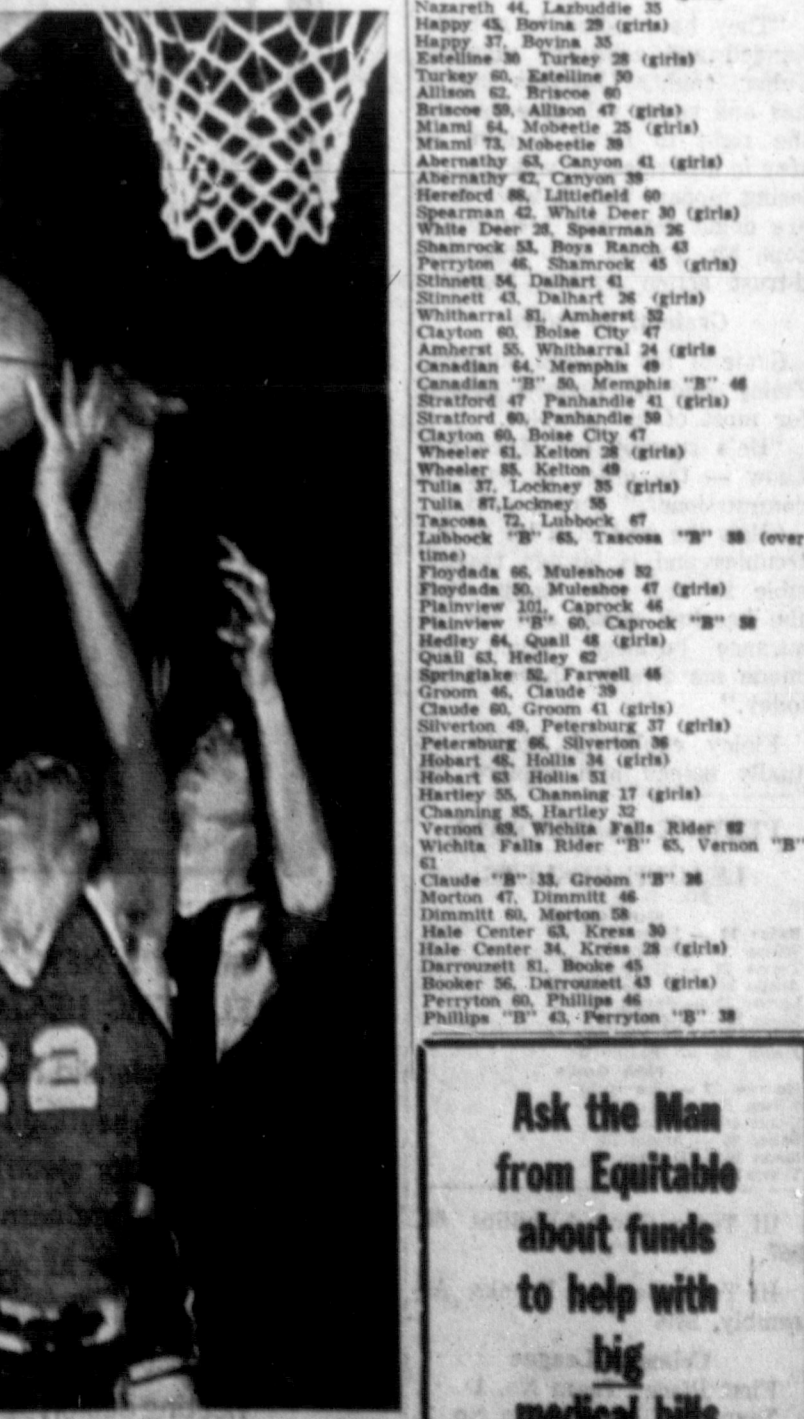 Nazareth 44, Lazbuddie 35
Happy 45, Bovina 29 (girls)
Happy 37, Bovina 35
Estelline 30 Turkey 28 (girls)
Turkey 60, Estelline 50
Allison 62, Briscoe 60
Briscoe 59, Allison 47 (girls)
Miami 64, Mobeetie 25 (girls)
Miami 73, Mobeetie 39
Abernathy 63, Canyon 41 (girls)
Abernathy 42, Canyon 39
Hereford 88, Littlefield 60
Spearman 42, White Deer 30 (girls)
White Deer 28, Spearman 26
Shamrock 53, Boys Ranch 43
Perryton 46, Shamrock 45 (girls)
Stinnett 54, Dalhart 41
Stinnett 43, Dalhart 26 (girls)
Whitharral 81, Amherst 52
Clayton 60, Boise City 47
Amherst 55, Whitharral 24 (girls
Canadian 64, Memphis 49
Canadian "B" 50, Memphis "B" 46
Stratford 47 Panhandle 41 (girls)
Stratford 60, Panhandle 59
Clayton 60, Boise City 47
Wheeler 61, Kelton 28 (girls)
Wheeler 85, Kelton 49
Tulia 37, Lockney 35 (girls)
Tulia 87,Lockney 55
Tascosa 72, Lubbock 67
Lubbock "B" 65, Tascosa "B" 59 (over
time)
Floydada 66, Muleshoe 52
Floydada 50, Muleshoe 47 (girls)
Plainview 101, Caprock 46
Plainview "B" 60, Caprock "B" 58
Hedley 64, Quail 48 (girls)
Quail 63, Hedley 62
Springlake 52, Farwell 45
Groom 46, Claude 39
Claude 60, Groom 41 (girls)
Silverton 49, Petersburg 37 (girls)
Petersburg 66, Silverton 36
Hobart 48, Hollis 34 (girls)
Hobart 63 Hollis 51
Hartley 55, Channing 17 (girls)
Channing 85, Hartley 32
Vernon 69, Wichita Falls Rider 62
Wichita Falls Rider "B" 65, Vernon "B"
61
Claude "B" 33, Groom "B" 26
Morton 47, Dimmitt 46
Dimmitt 60, Morton 58
Hale Center 63, Kress 30
Hale Center 34, Kress 28 (girls)
Darrouzett 81, Booke 45
Booker 56, Darrouzett 43 (girls)
Perryton 60, Phillips 46
Phillips "B" 43, Perryton "B" 38
Ask the Man
from Equitable
about funds
to help with
big
medical bills